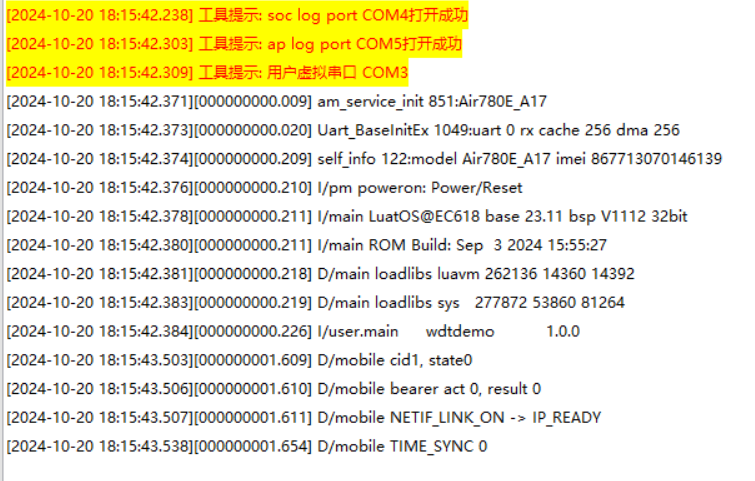 [2024-10-20 18:15:42.238] 工具提示: soc log port COM4打开成功
[2024-10-20 18:15:42.303] 工具提示: ap log port COM5打开成功
[2024-10-20 18:15:42.309] 工具提示: 用户虚拟串口 COM3
[2024-10-20 18:15:42.371][000000000.009] am_service_init 851:Air780E_A17
[2024-10-20 18:15:42.373][000000000.020] Uart_BaseInitEx 1049:uart 0 rx cache 256 dma 256
[2024-10-20 18:15:42.374][000000000.209] self_info 122:model Air780E_A17 imei 867713070146139
[2024-10-20 18:15:42.376][000000000.210] I/pm poweron: Power/Reset
[2024-10-20 18:15:42.378][000000000.211] I/main LuatOS@EC618 base 23.11 bsp V1112 32bit
[2024-10-20 18:15:42.380][000000000.211] I/main ROM Build: Sep  3 2024 15:55:27
[2024-10-20 18:15:42.381][000000000.218] D/main loadlibs luavm 262136 14360 14392
[2024-10-20 18:15:42.383][000000000.219] D/main loadlibs sys   277872 53860 81264
[2024-10-20 18:15:42.384][000000000.226] I/user.main	wdtdemo	1.0.0
[2024-10-20 18:15:43.503][000000001.609] D/mobile cid1, state0
[2024-10-20 18:15:43.506][000000001.610] D/mobile bearer act 0, result 0
[2024-10-20 18:15:43.507][000000001.611] D/mobile NETIF_LINK_ON -> IP_READY
[2024-10-20 18:15:43.538][000000001.654] D/mobile TIME_SYNC 0